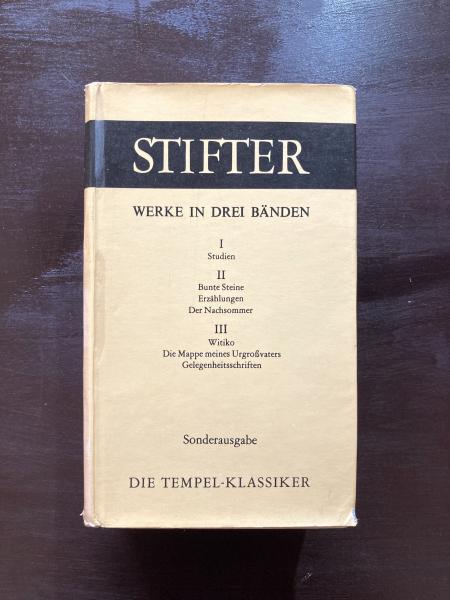 STIFTER
WERKE IN DREI BÄNDEN
I
Studien
II
Bunte Steine
Erzählungen
Der Nachsommer
III
Witiko
Die Mappe meines Urgroßvaters
Gelegenheitsschriften
Sonderausgabe
DIE TEMPEL-KLASSIKER